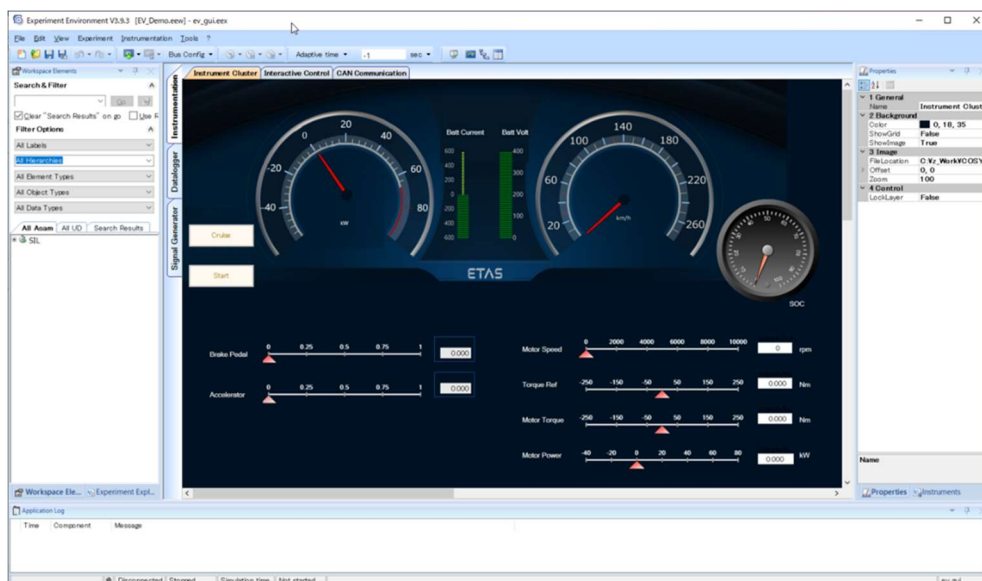 Experiment Environment V3.9.3 [EV_Demo.eew] - ev_gui.eex
File Edit View Experiment Instrumentation Tools ?
Bus Config Adaptive time -1 sec
Workspace Elements
Search & Filter
Go
Clear "Search Results" on go Use R
Filter Options
All Labels
All Hierarchies
All Element Types
All Object Types
All Data Types
All Asam All UD Search Results
SIL
Workspace Ele... Experiment Expl...
Instrumentation
Datalogger
Signal Generator
Instrument Cluster Interactive Control CAN Communication
-40 -20 0 20 40 60 80
kW
Batt Current Batt Volt
600 400 200 0 200 400 600
400 300 200 100 0
20 60 100 140 180 220 260
km/h
ETAS
SOC
Cruise
Start
Brake Pedal 0 0.25 0.5 0.75 1 0.000
Accelerator 0 0.25 0.5 0.75 1 0.000
Motor Speed 0 2000 4000 6000 8000 10000 0 rpm
Torque Ref -250 -150 -50 50 150 250 0.000 Nm
Motor Torque -250 -150 -50 50 150 250 0.000 Nm
Motor Power -40 -20 0 20 40 60 80 0.000 kW
Properties
1 General
Name Instrument Clust
2 Background
Color 0, 18, 35
ShowGrid False
ShowImage True
3 Image
FileLocation C:¥z_Work¥COSY
Offset 0, 0
Zoom 100
4 Control
LockLayer False
Name
Properties Instruments
Application Log
Time Component Message
Disconnected Stopped Simulation time Not started ev_gui